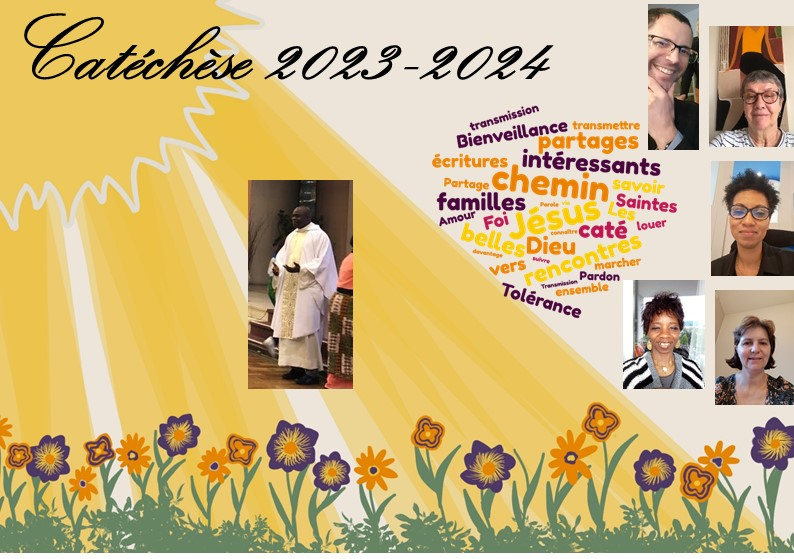 Catéchèse 2023-2024
transmission
Bienveillance transmettre
partages
écritures intéressants
Partage chemin savoir
familles Parole vie Saintes
Amour Foi Jésus Les louer
belles connaître caté
davantage Dieu
suivre rencontres
vers marcher
Transmission Pardon
ensemble
Tolérance